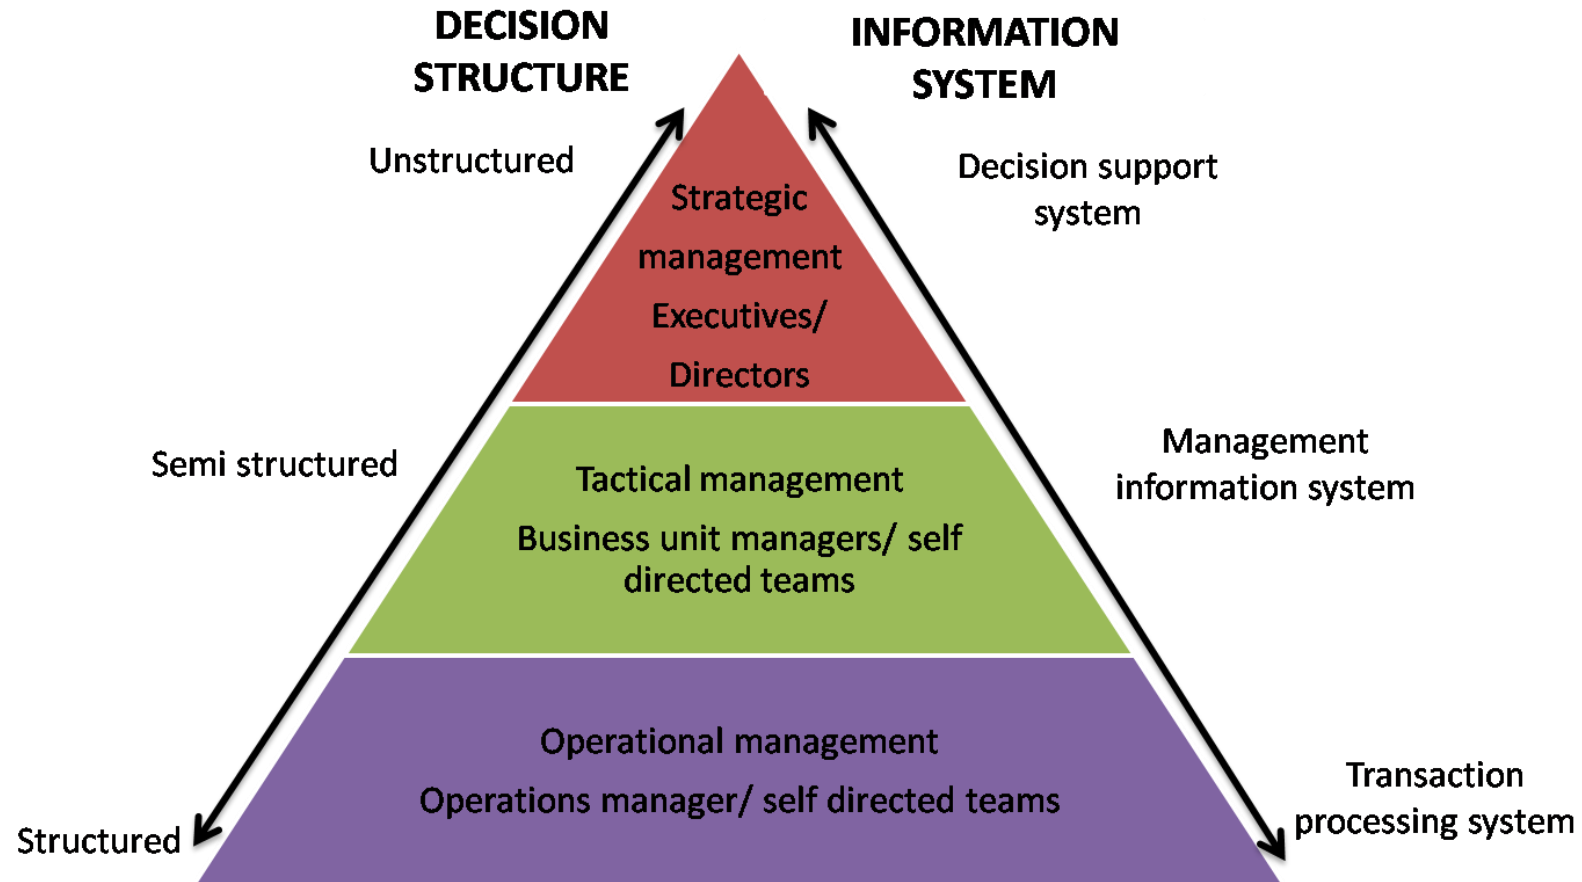 DECISION
STRUCTURE
INFORMATION
SYSTEM
Unstructured
Decision support
system
Strategic
management
Executives/
Directors
Semi structured
Management
information system
Tactical management
Business unit managers/ self
directed teams
Operational management
Operations manager/ self directed teams
Structured
Transaction
processing system